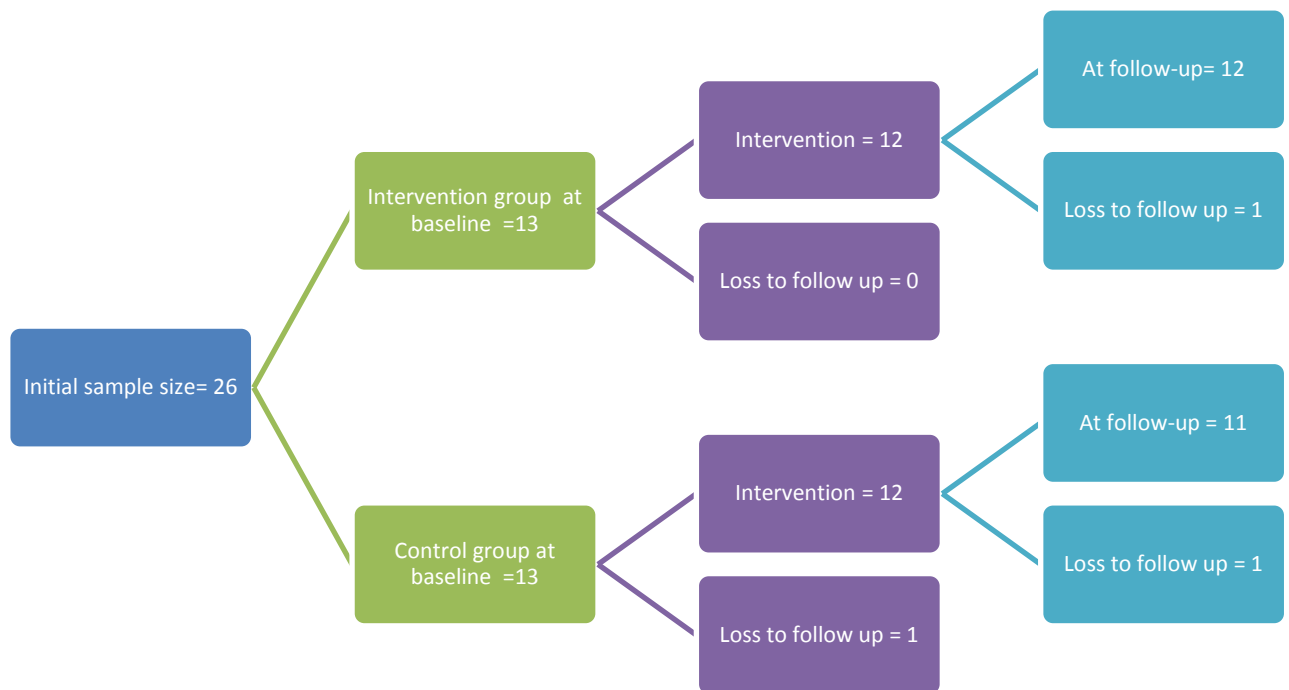 Initial sample size= 26
Intervention group  at
baseline  =13
Intervention = 12
At follow-up= 12
Loss to follow up = 1
Loss to follow up = 0
Control group at
baseline  =13
Intervention = 12
At follow-up = 11
Loss to follow up = 1
Loss to follow up = 1